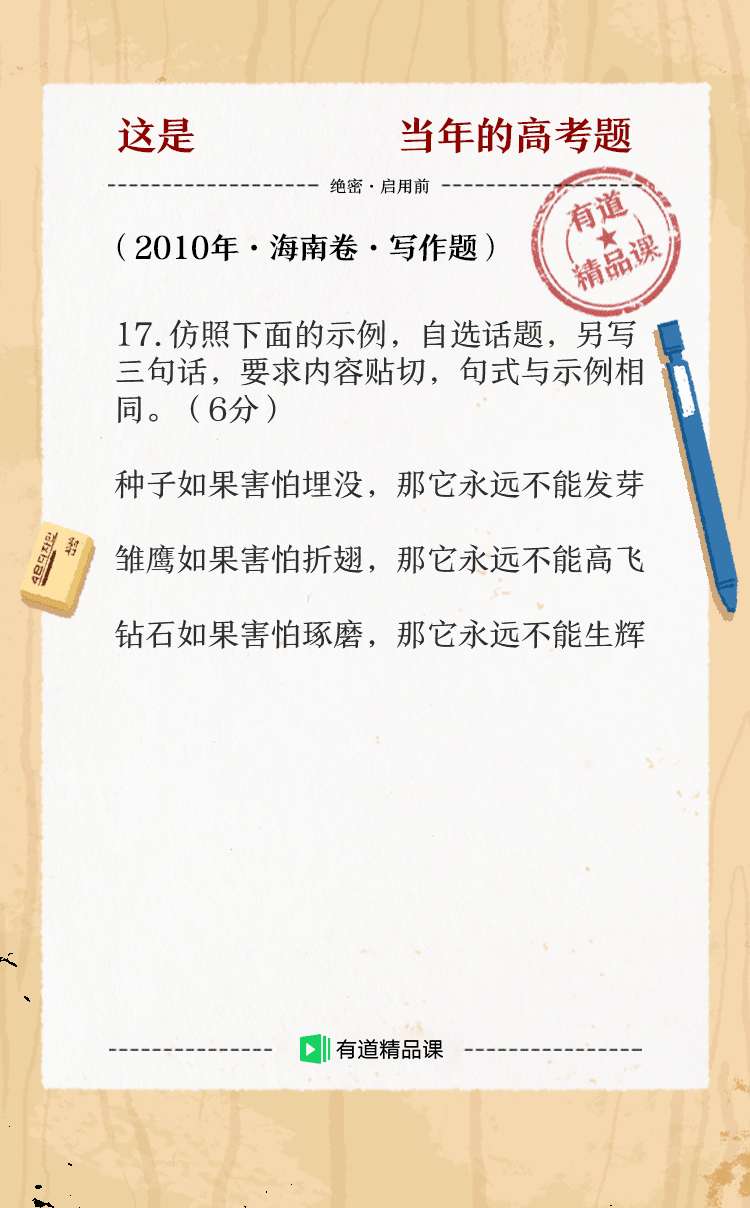 这是 当年的高考题
绝密·启用前
有道
精品课
（2010年·海南卷·写作题）
17.仿照下面的示例，自选话题，另写
三句话，要求内容贴切，句式与示例相
同。（6分）
种子如果害怕埋没，那它永远不能发芽
雏鹰如果害怕折翅，那它永远不能高飞
钻石如果害怕琢磨，那它永远不能生辉
有道精品课